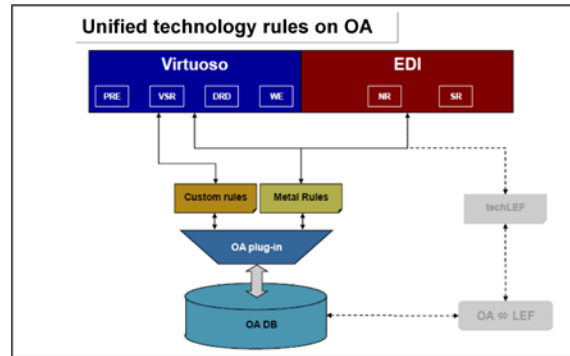 Unified technology rules on OA
Virtuoso
EDI
PRE
VSR
DRD
WE
NR
SR
Custom rules
Metal Rules
techLEF
OA plug-in
OA DB
OA ⇔ LEF